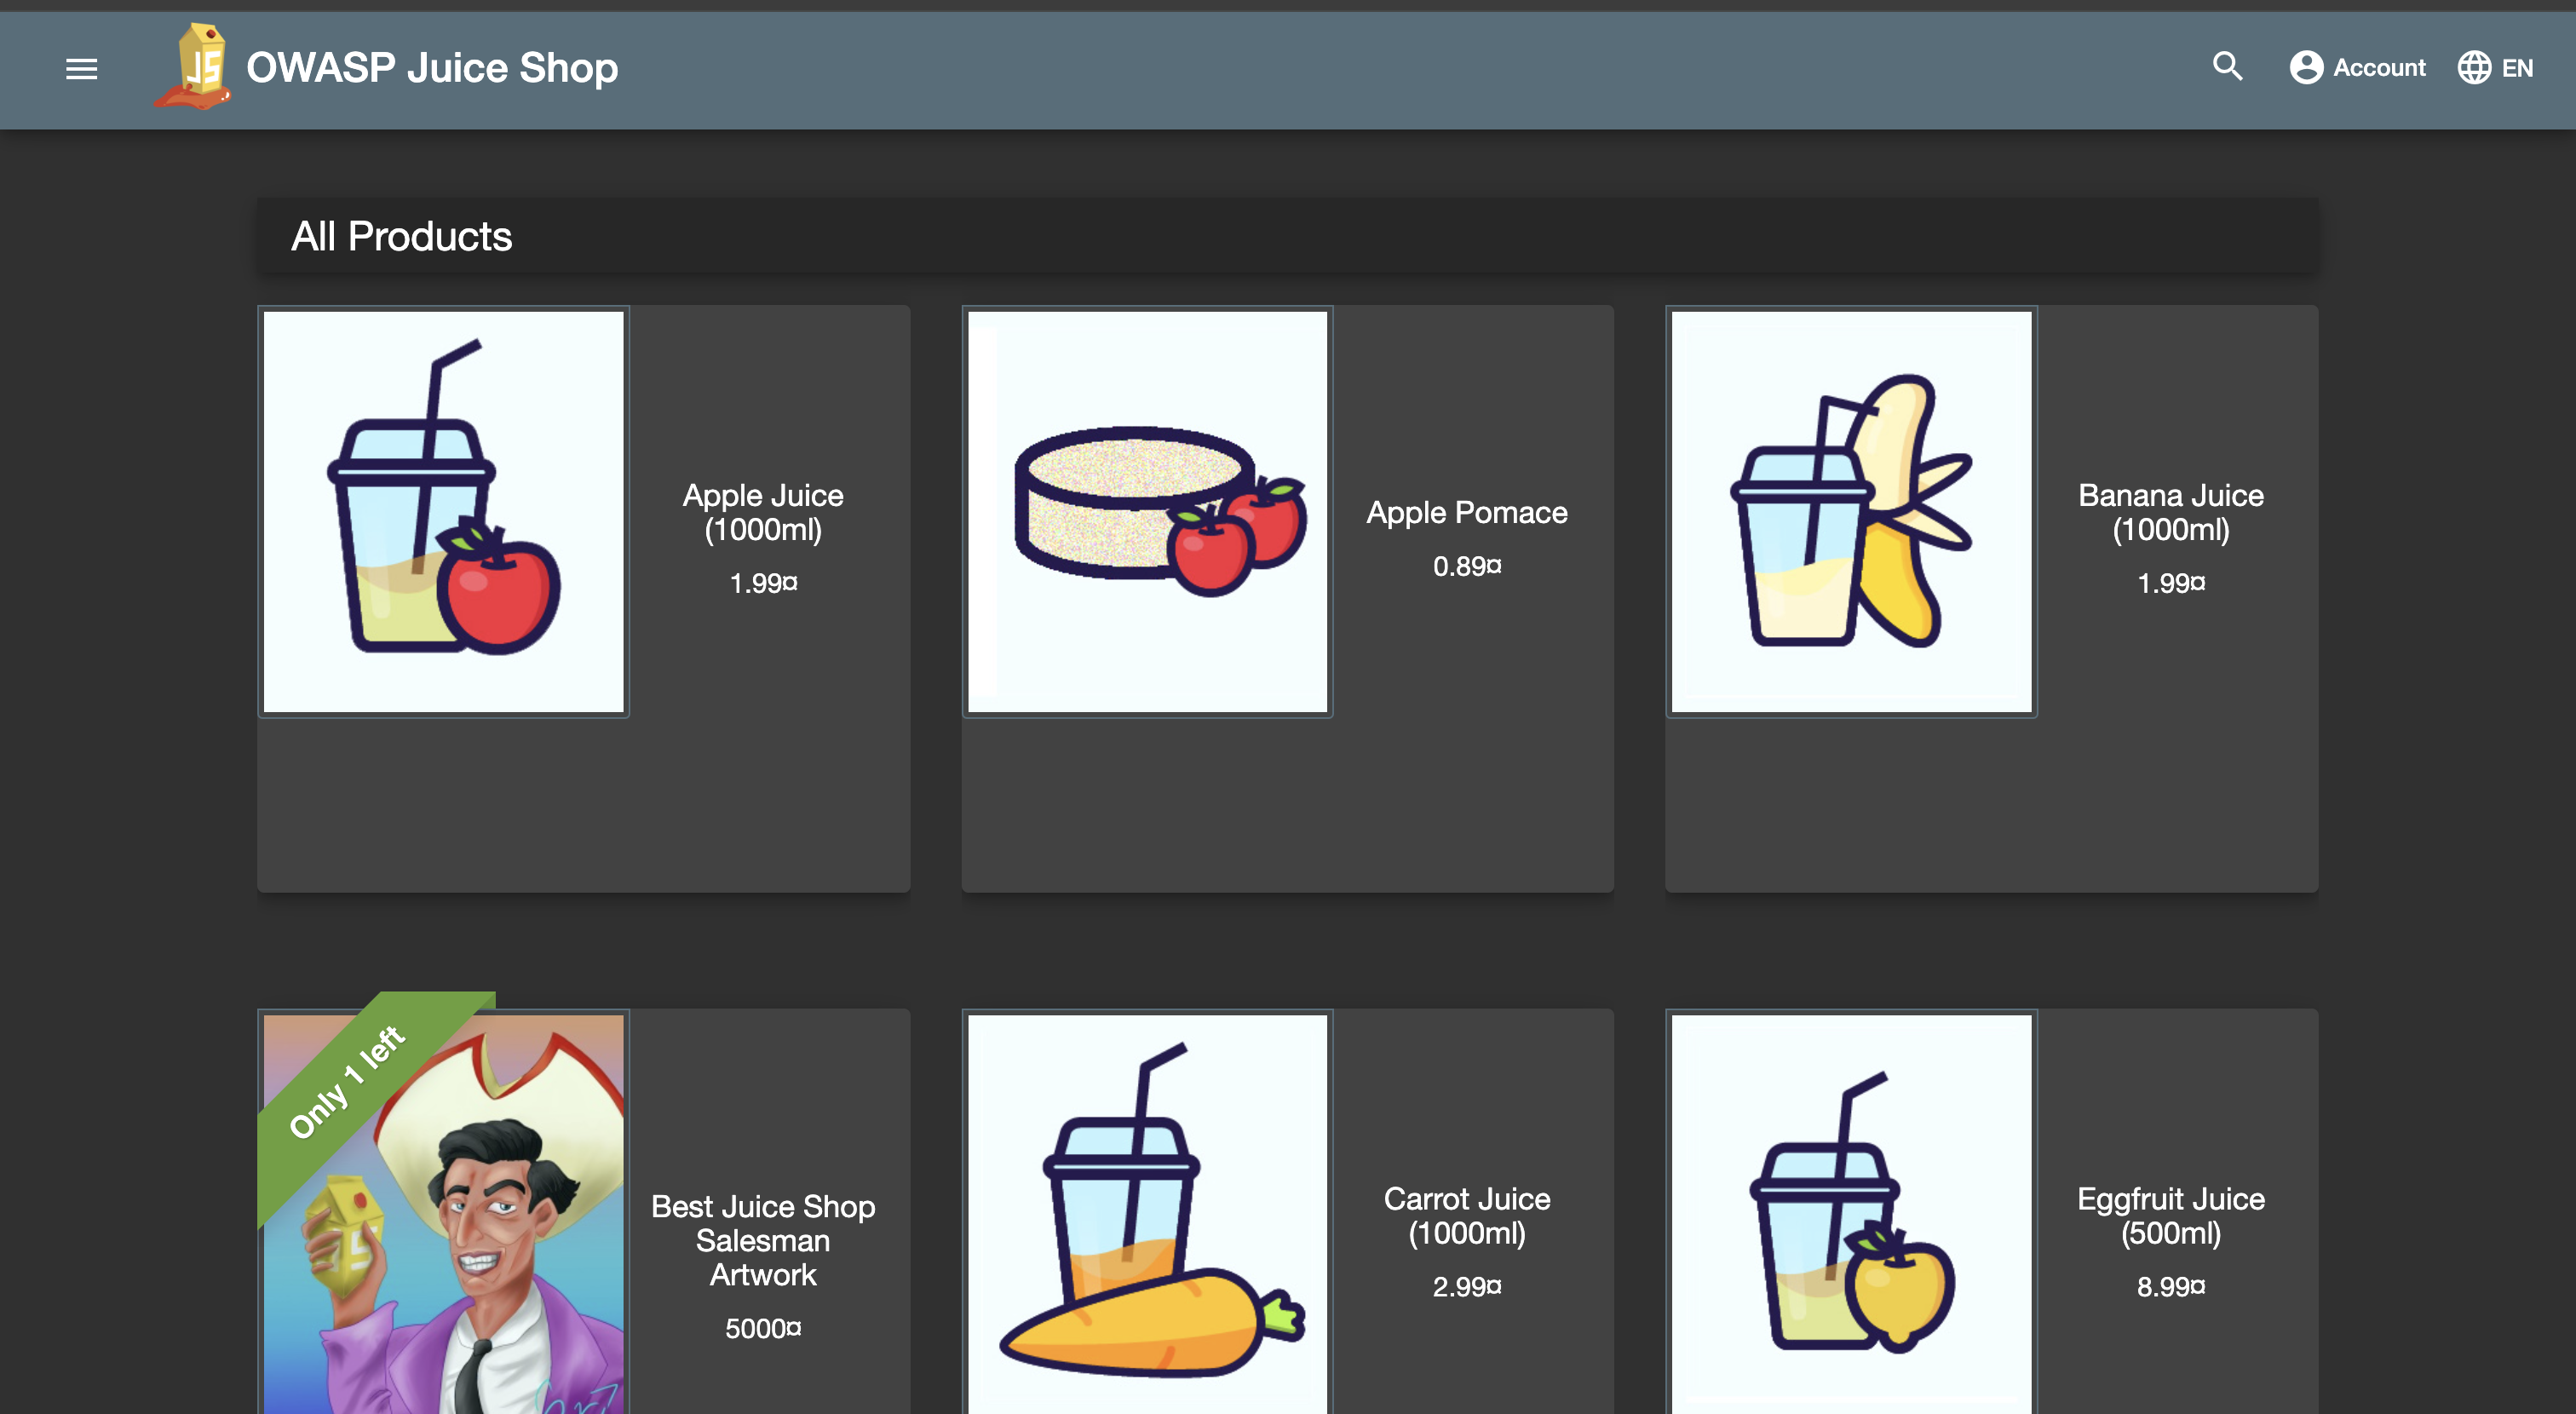 JS
OWASP Juice Shop
Account
EN
All Products
Apple Juice
(1000ml)
1.99¤
Apple Pomace
0.89¤
Banana Juice
(1000ml)
1.99¤
Only 1 left
Best Juice Shop
Salesman
Artwork
5000¤
Carrot Juice
(1000ml)
2.99¤
Eggfruit Juice
(500ml)
8.99¤